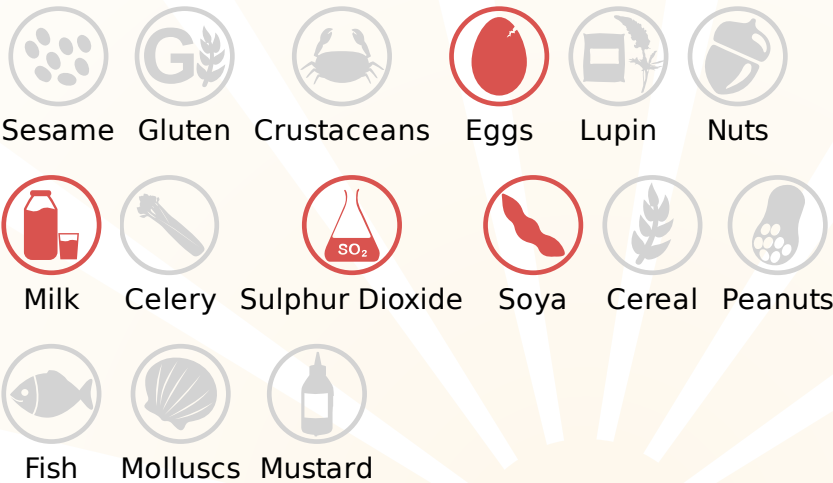 G
Sesame Gluten Crustaceans Eggs Lupin Nuts
SO₂
Milk Celery Sulphur Dioxide Soya Cereal Peanuts
Fish Molluscs Mustard